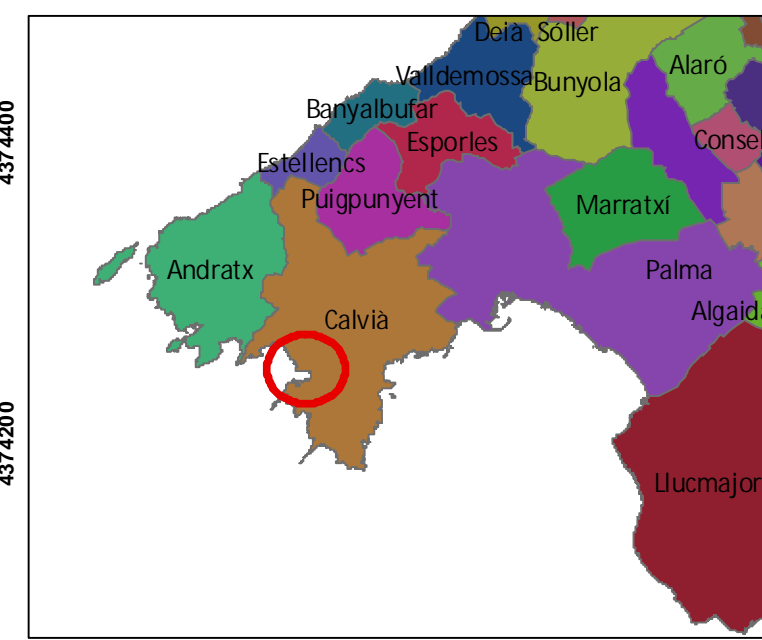 Deià Sóller
Alaró
Valldemossa Bunyola
Banyalbufar
Consel
Esporles
Estellencs
Puigpunyent
Marratxí
Andratx
Palma
Calvià
Algaida
Llucmajor
4374400
4374200